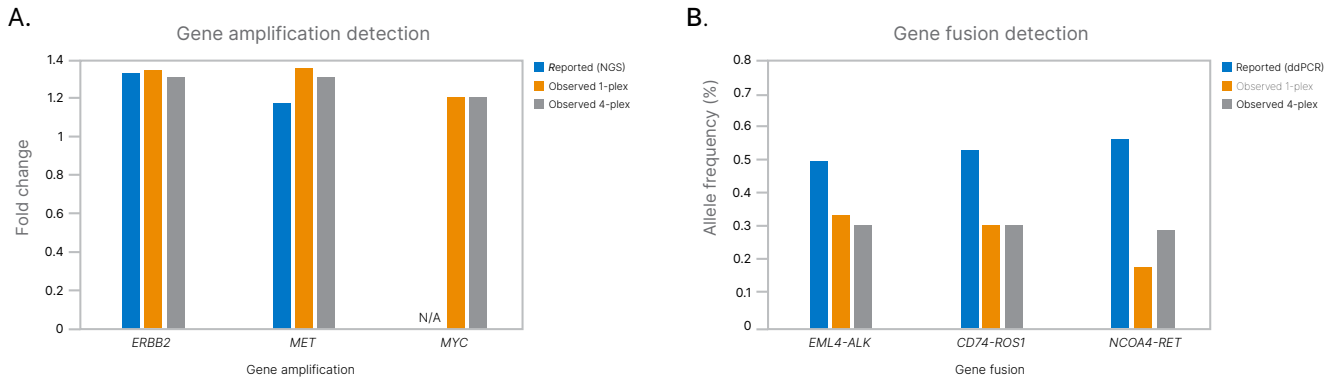 A.
Gene amplification detection
Fold change
1.4
1.2
1
0.8
0.6
0.4
0.2
0
N/A
ERBB2
MET
MYC
Gene amplification
Reported (NGS)
Observed 1-plex
Observed 4-plex
B.
Gene fusion detection
Allele frequency (%)
0.8
0.7
0.6
0.5
0.4
0.3
0.2
0.1
0
EML4-ALK
CD74-ROS1
NCOA4-RET
Gene fusion
Reported (ddPCR)
Observed 1-plex
Observed 4-plex